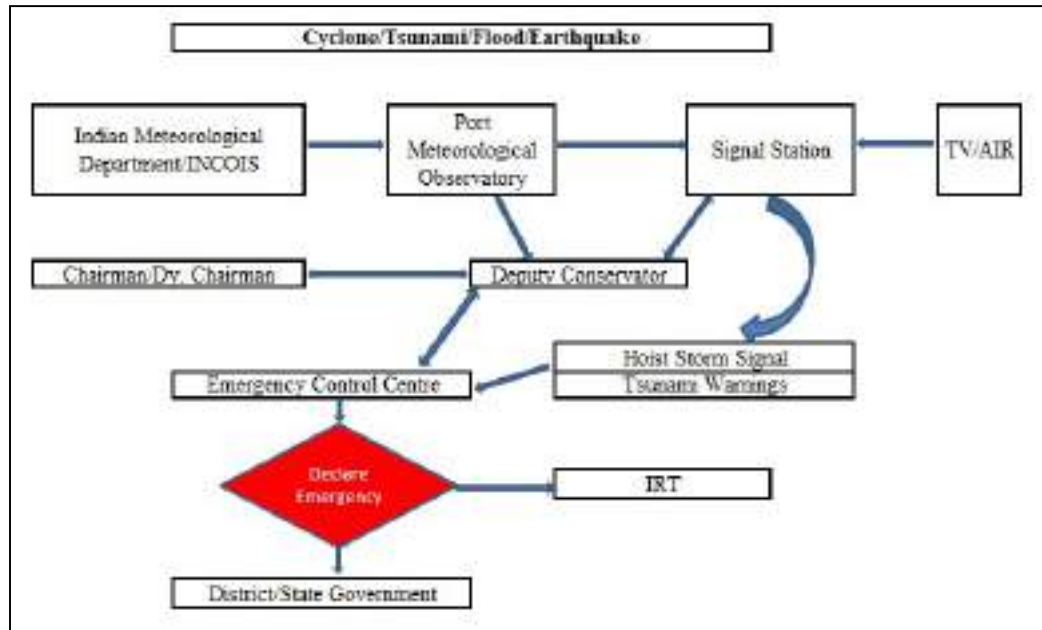 Cyclone/Tsunami/Flood/Earthquake
Indian Meteorological
Department/INCOIS
Port
Meteorological
Observatory
Signal Station
TV/AIR
Chairman/Dy. Chairman
Deputy Conservator
Hoist Storm Signal
Tsunami Warnings
Emergency Control Centre
Declare
Emergency
IRT
District/State Government